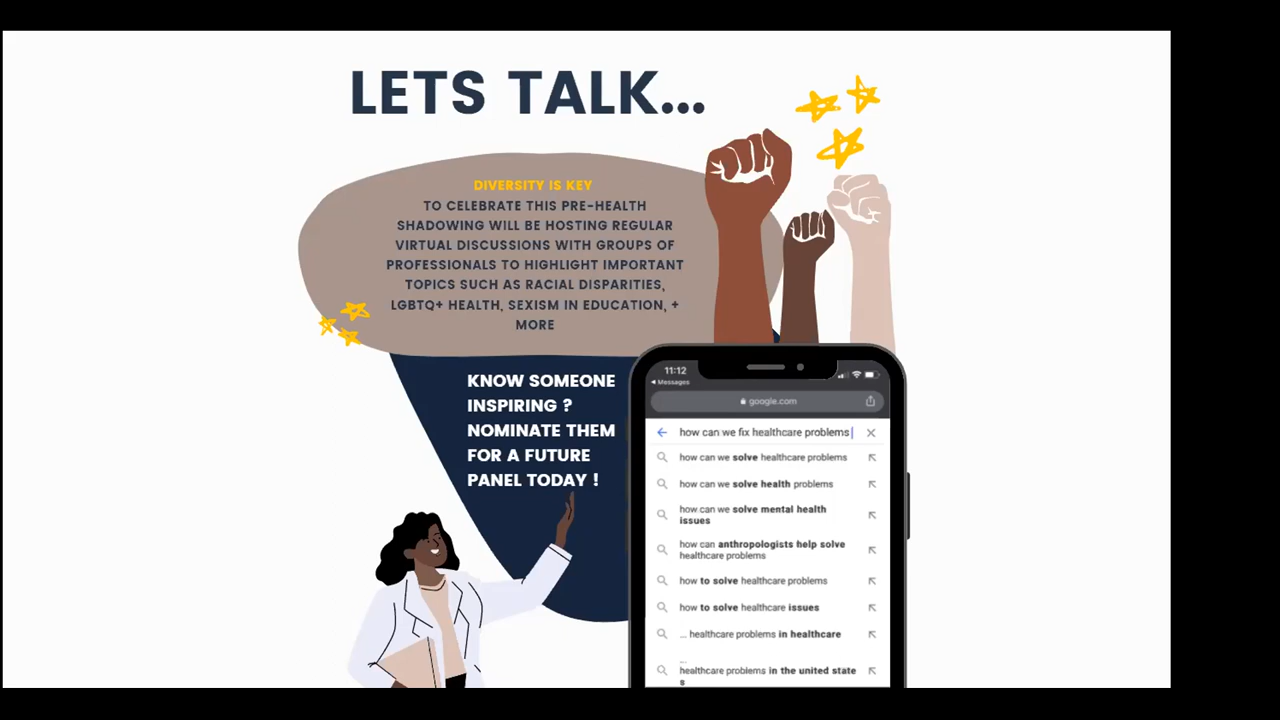 LETS TALK...
DIVERSITY IS KEY
TO CELEBRATE THIS PRE-HEALTH
SHADOWING WILL BE HOSTING REGULAR
VIRTUAL DISCUSSIONS WITH GROUPS OF
PROFESSIONALS TO HIGHLIGHT IMPORTANT
TOPICS SUCH AS RACIAL DISPARITIES,
LGBTQ+ HEALTH, SEXISM IN EDUCATION, +
MORE
KNOW SOMEONE
INSPIRING ?
NOMINATE THEM
FOR A FUTURE
PANEL TODAY !
11:12
Messages
google.com
how can we fix healthcare problems
how can we solve healthcare problems
how can we solve health problems
how can we solve mental health
issues
how can anthropologists help solve
healthcare problems
how to solve healthcare problems
how to solve healthcare issues
... healthcare problems in healthcare
...
healthcare problems in the united state
s